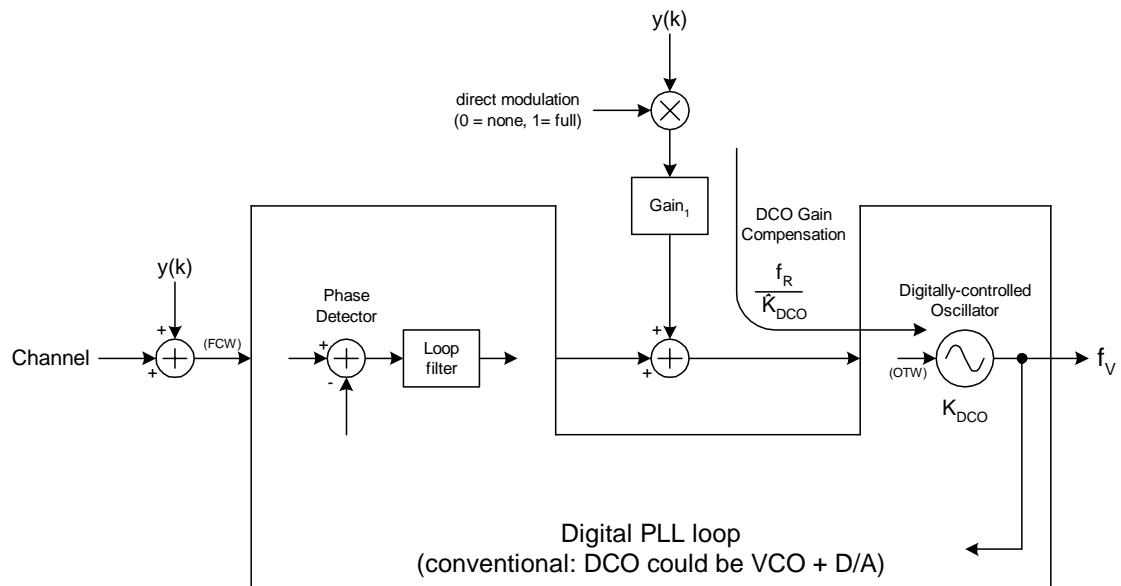 y(k)
direct modulation
(0 = none, 1= full)
Gain1
DCO Gain
Compensation
fR
K̂DCO
y(k)
+
+
Channel
(FCW)
Phase
Detector
+
-
Loop
filter
+
+
Digitally-controlled
Oscillator
(OTW)
KDCO
fV
Digital PLL loop
(conventional: DCO could be VCO + D/A)